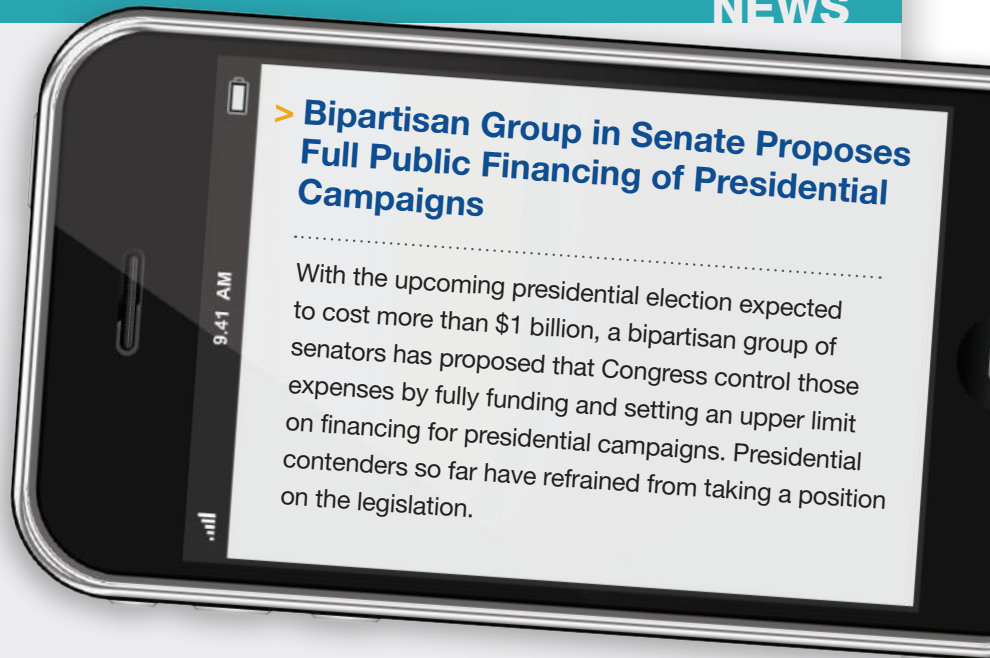 NEWS
> Bipartisan Group in Senate Proposes
Full Public Financing of Presidential
Campaigns
With the upcoming presidential election expected
to cost more than $1 billion, a bipartisan group of
senators has proposed that Congress control those
expenses by fully funding and setting an upper limit
on financing for presidential campaigns. Presidential
contenders so far have refrained from taking a position
on the legislation.
9.41 AM